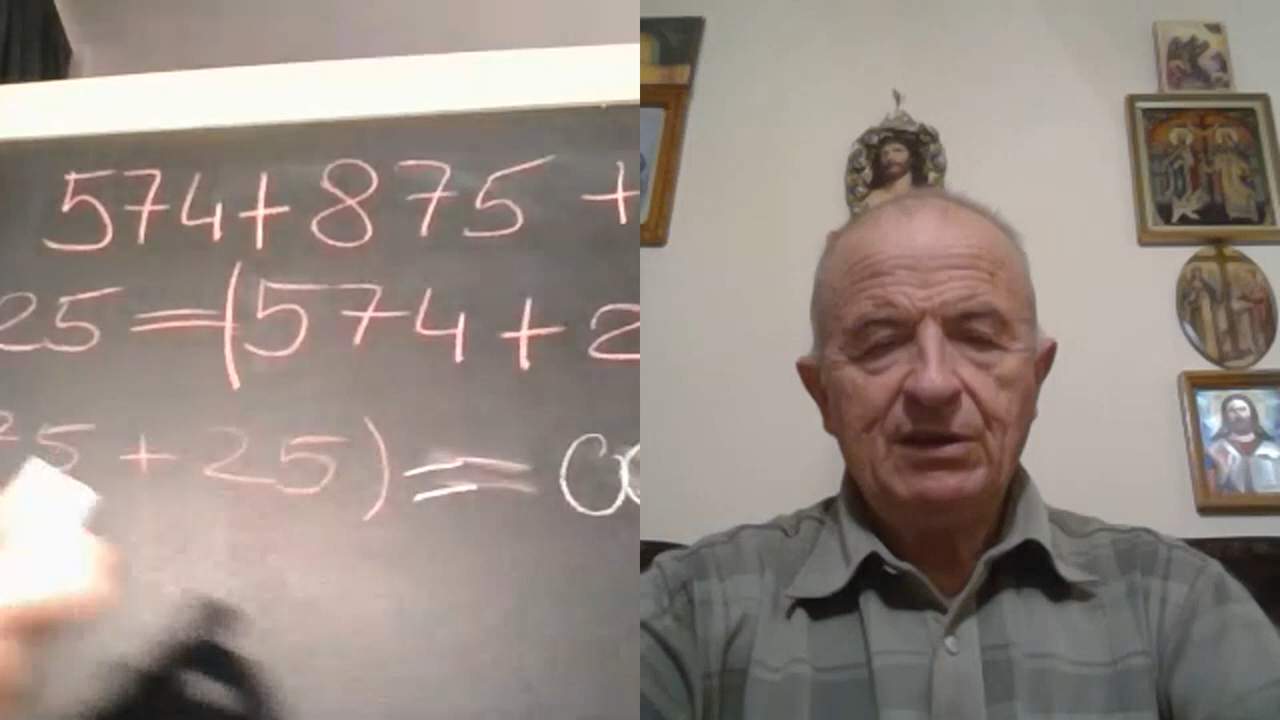 574+875 +
25 =(574 + 2
25 + 25) =